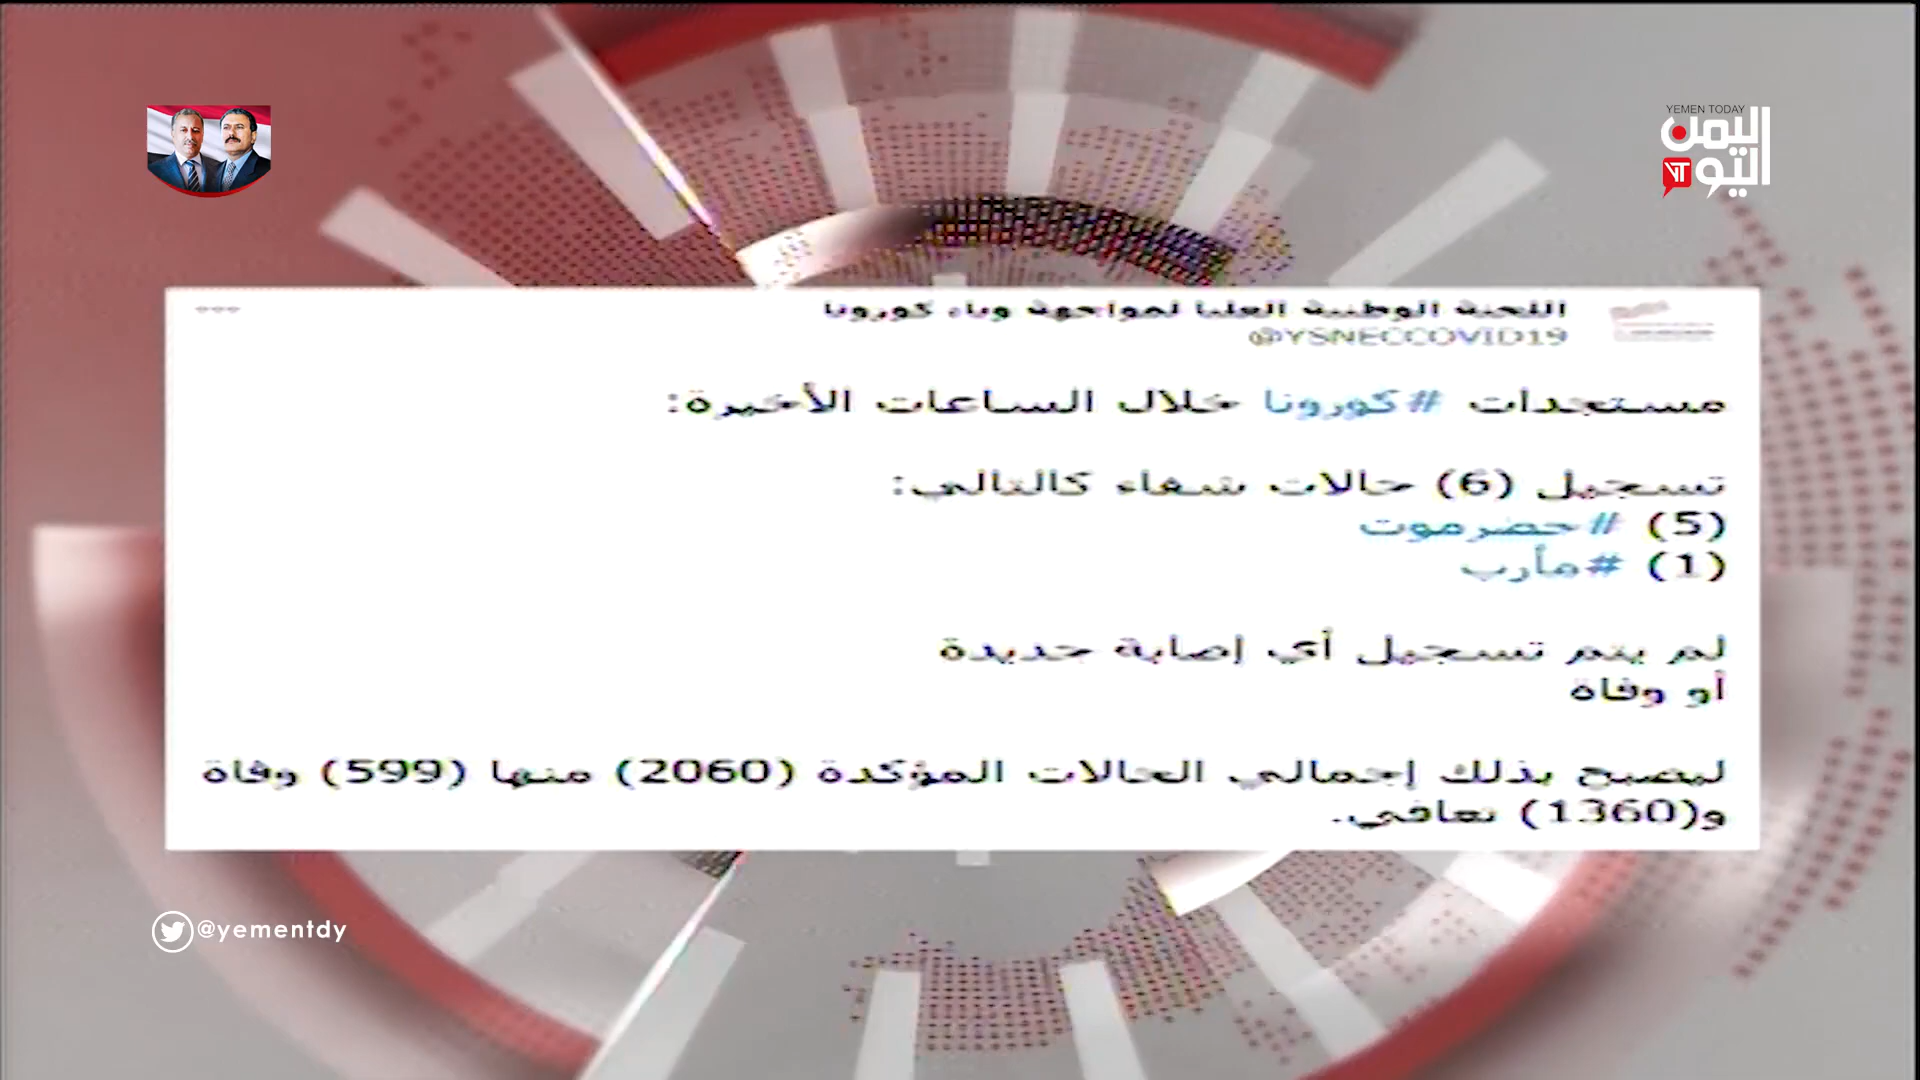 YEMEN TODAY
اليمن
اليوم
YT
اللجنة الوطنية العليا لمواجهة وباء كورونا
@YSNECCOVID19
مستجدات #كورونا خلال الساعات الأخيرة:
تسجيل (6) حالات شفاء كالتالي:
(5) #حضرموت
(1) #مأرب
لم يتم تسجيل أي إصابة جديدة
أو وفاة
ليصبح بذلك إجمالي الحالات المؤكدة (2060) منها (599) وفاة
و(1360) تعافي.
@yementdy